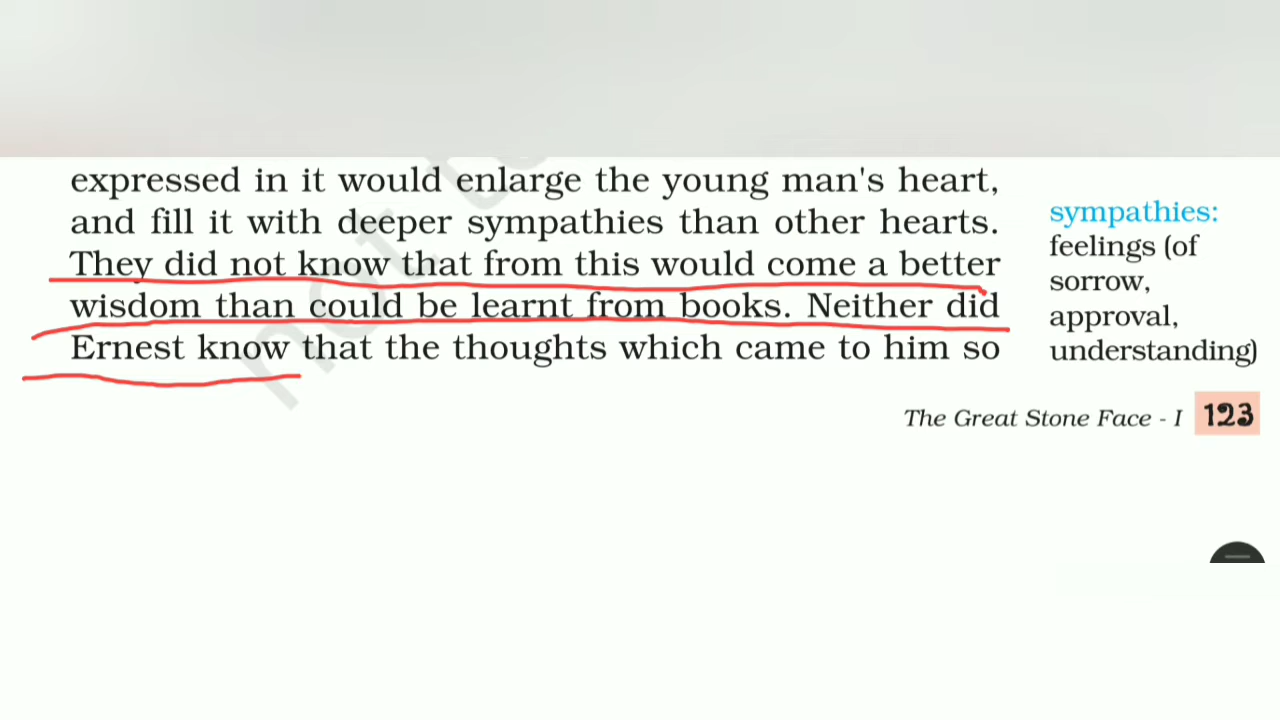 expressed in it would enlarge the young man's heart,
and fill it with deeper sympathies than other hearts.
They did not know that from this would come a better
wisdom than could be learnt from books. Neither did
Ernest know that the thoughts which came to him so
sympathies:
feelings (of
sorrow,
approval,
understanding)
The Great Stone Face - I 123